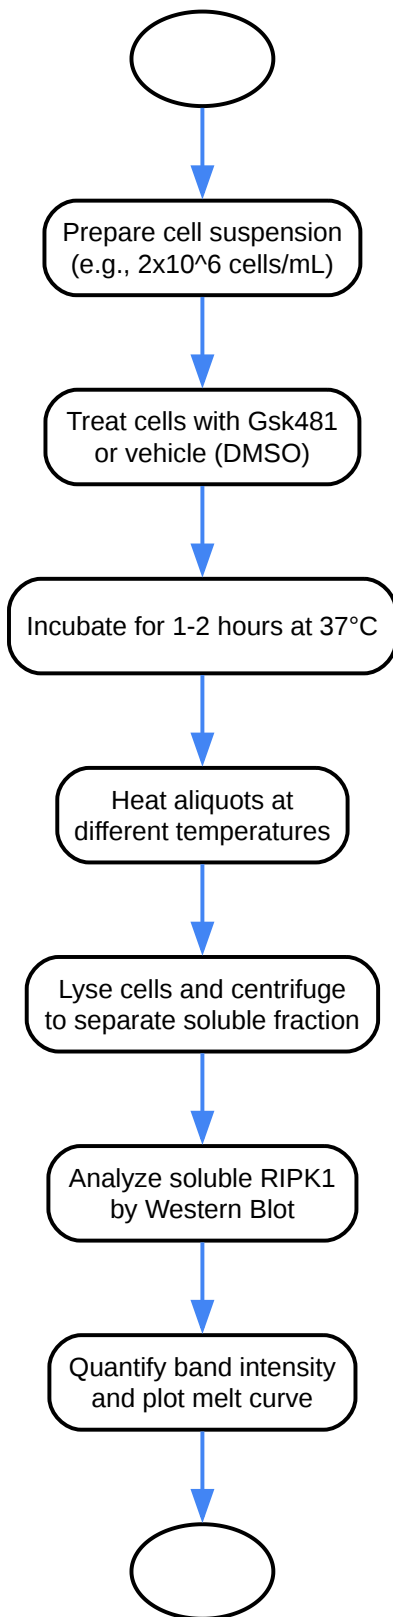 Prepare cell suspension
(e.g., 2x10^6 cells/mL)
Treat cells with Gsk481
or vehicle (DMSO)
Incubate for 1-2 hours at 37°C
Heat aliquots at
different temperatures
Lyse cells and centrifuge
to separate soluble fraction
Analyze soluble RIPK1
by Western Blot
Quantify band intensity
and plot melt curve